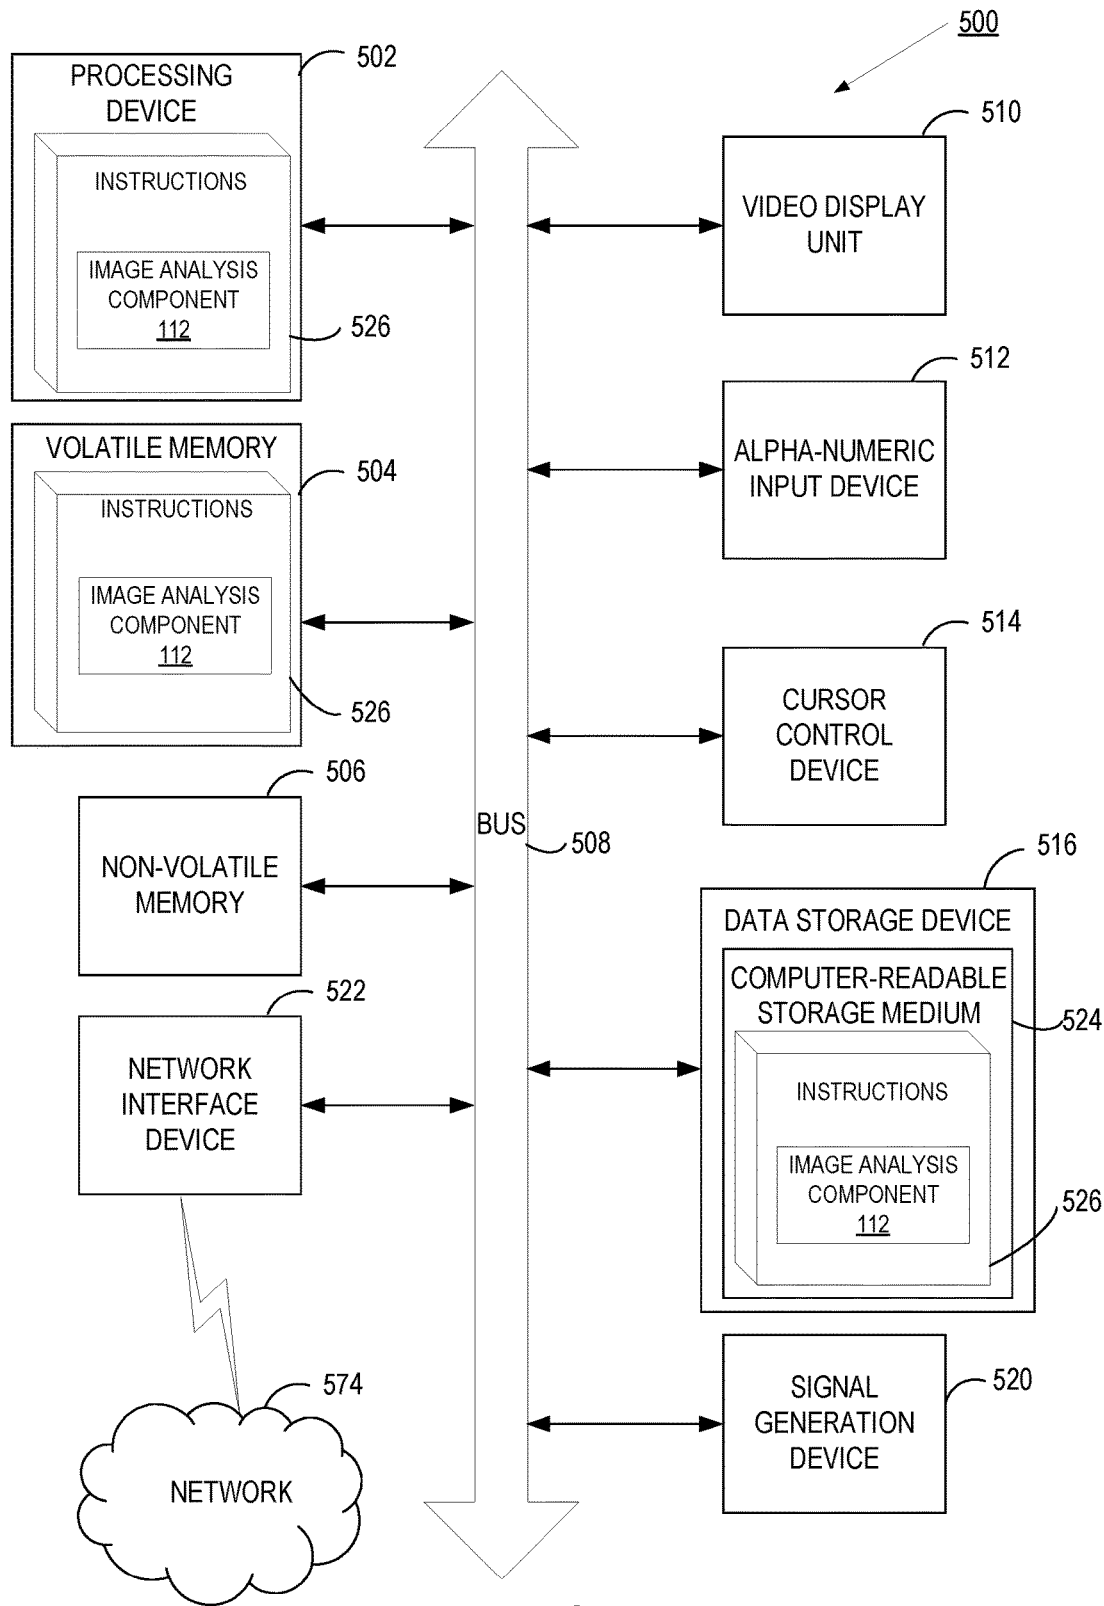 500
502
PROCESSING
DEVICE
INSTRUCTIONS
IMAGE ANALYSIS
COMPONENT
112
526
VOLATILE MEMORY
504
INSTRUCTIONS
IMAGE ANALYSIS
COMPONENT
112
526
506
NON-VOLATILE
MEMORY
522
NETWORK
INTERFACE
DEVICE
574
NETWORK
BUS
508
510
VIDEO DISPLAY
UNIT
512
ALPHA-NUMERIC
INPUT DEVICE
514
CURSOR
CONTROL
DEVICE
516
DATA STORAGE DEVICE
COMPUTER-READABLE
STORAGE MEDIUM
524
INSTRUCTIONS
IMAGE ANALYSIS
COMPONENT
112
526
520
SIGNAL
GENERATION
DEVICE